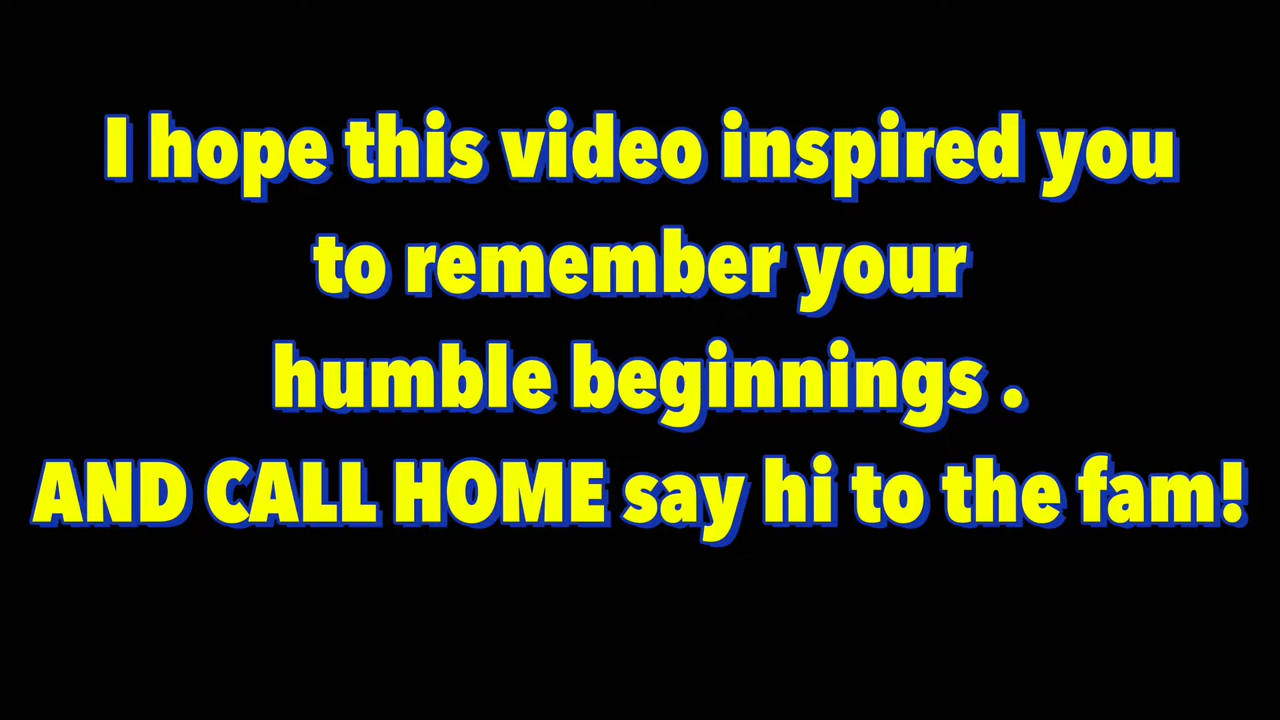 I hope this video inspired you
to remember your
humble beginnings .
AND CALL HOME say hi to the fam!